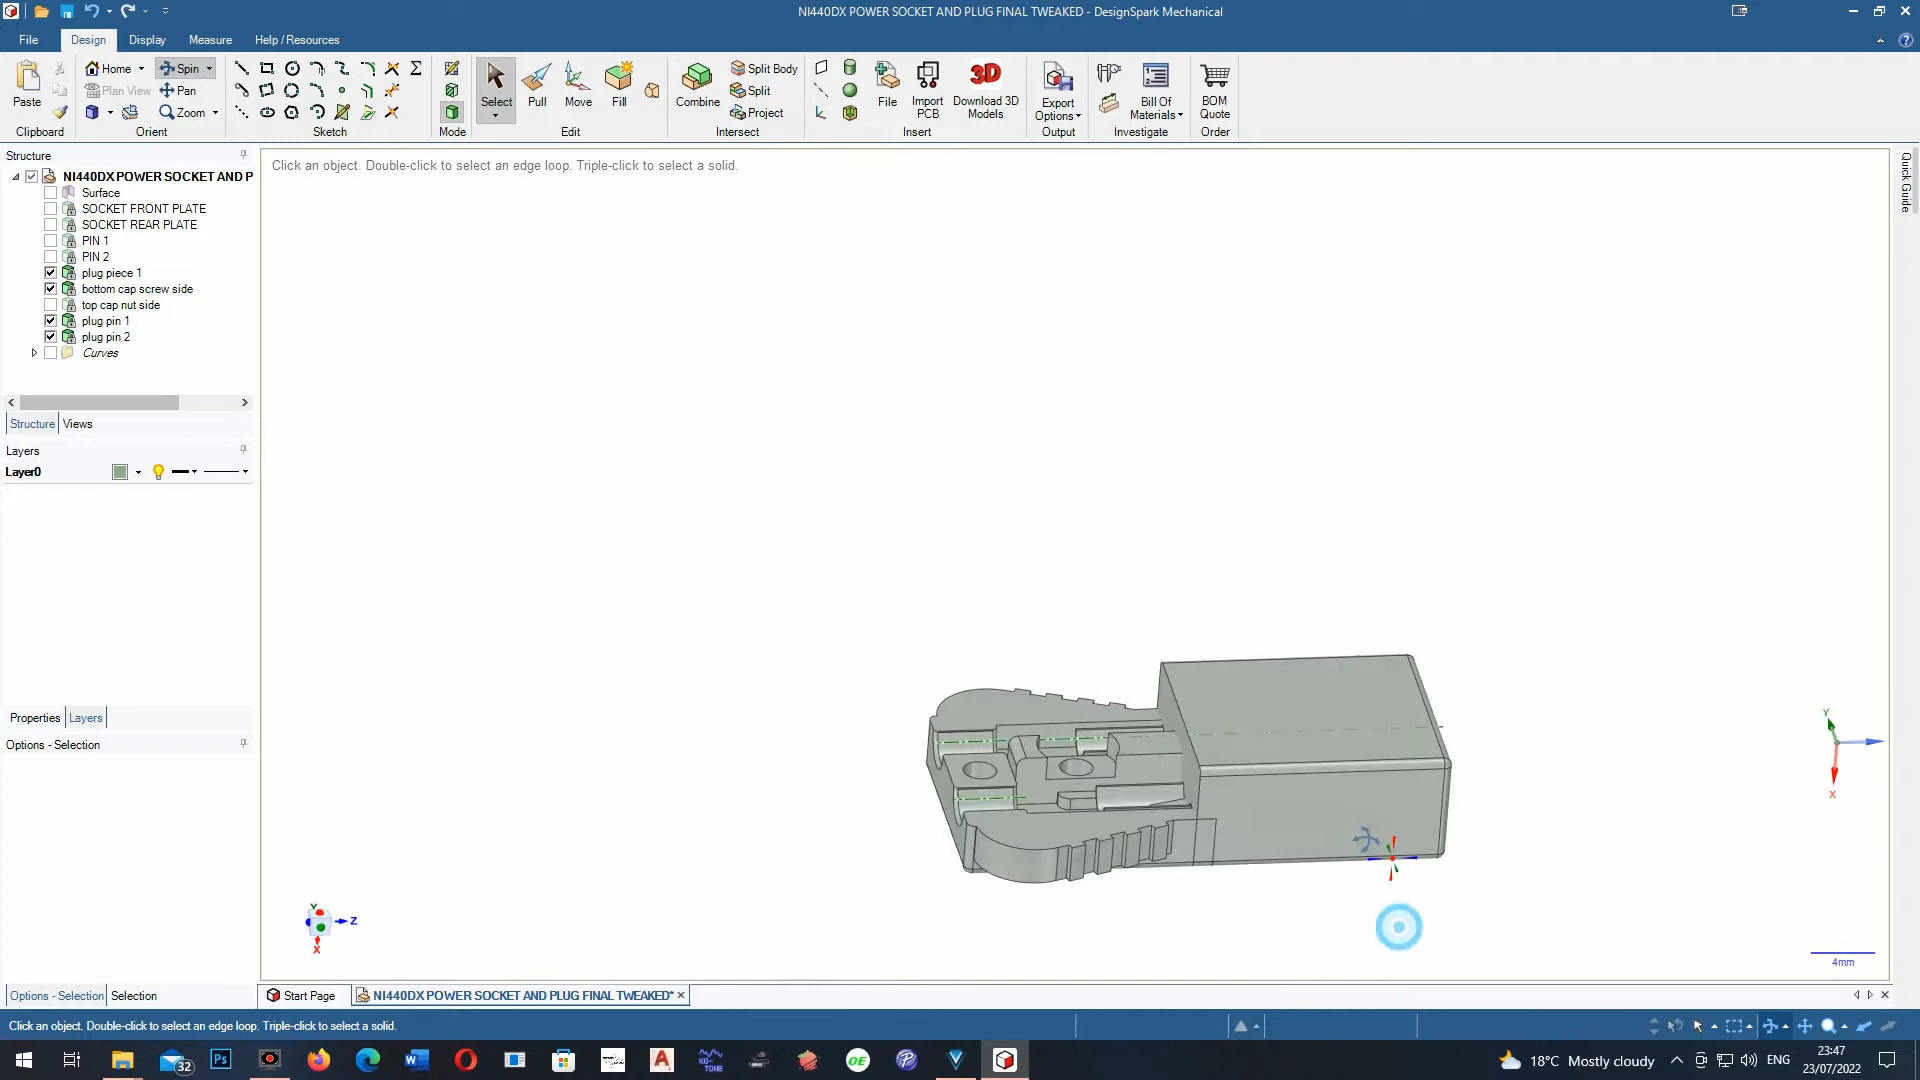 NI440DX POWER SOCKET AND PLUG FINAL TWEAKED - DesignSpark Mechanical
File
Design
Display
Measure
Help / Resources
Paste
Clipboard
Home
Spin
Plan View
Pan
Zoom
Orient
Sketch
Mode
Select
Pull
Move
Fill
Edit
Combine
Split Body
Split
Project
Intersect
File
Import PCB
Download 3D Models
3D
Insert
Export Options
Output
Bill Of Materials
Investigate
BOM Quote
Order
Structure
NI440DX POWER SOCKET AND P
Surface
SOCKET FRONT PLATE
SOCKET REAR PLATE
PIN 1
PIN 2
plug piece 1
bottom cap screw side
top cap nut side
plug pin 1
plug pin 2
Curves
Structure
Views
Layers
Layer0
Properties
Layers
Options - Selection
Options - Selection
Selection
Click an object. Double-click to select an edge loop. Triple-click to select a solid.
Quick Guide
Y
X
Y
Z
X
4mm
Start Page
NI440DX POWER SOCKET AND PLUG FINAL TWEAKED*
Click an object. Double-click to select an edge loop. Triple-click to select a solid.
32
Ps
KG-TONE
OE
18°C Mostly cloudy
ENG
23:47
23/07/2022